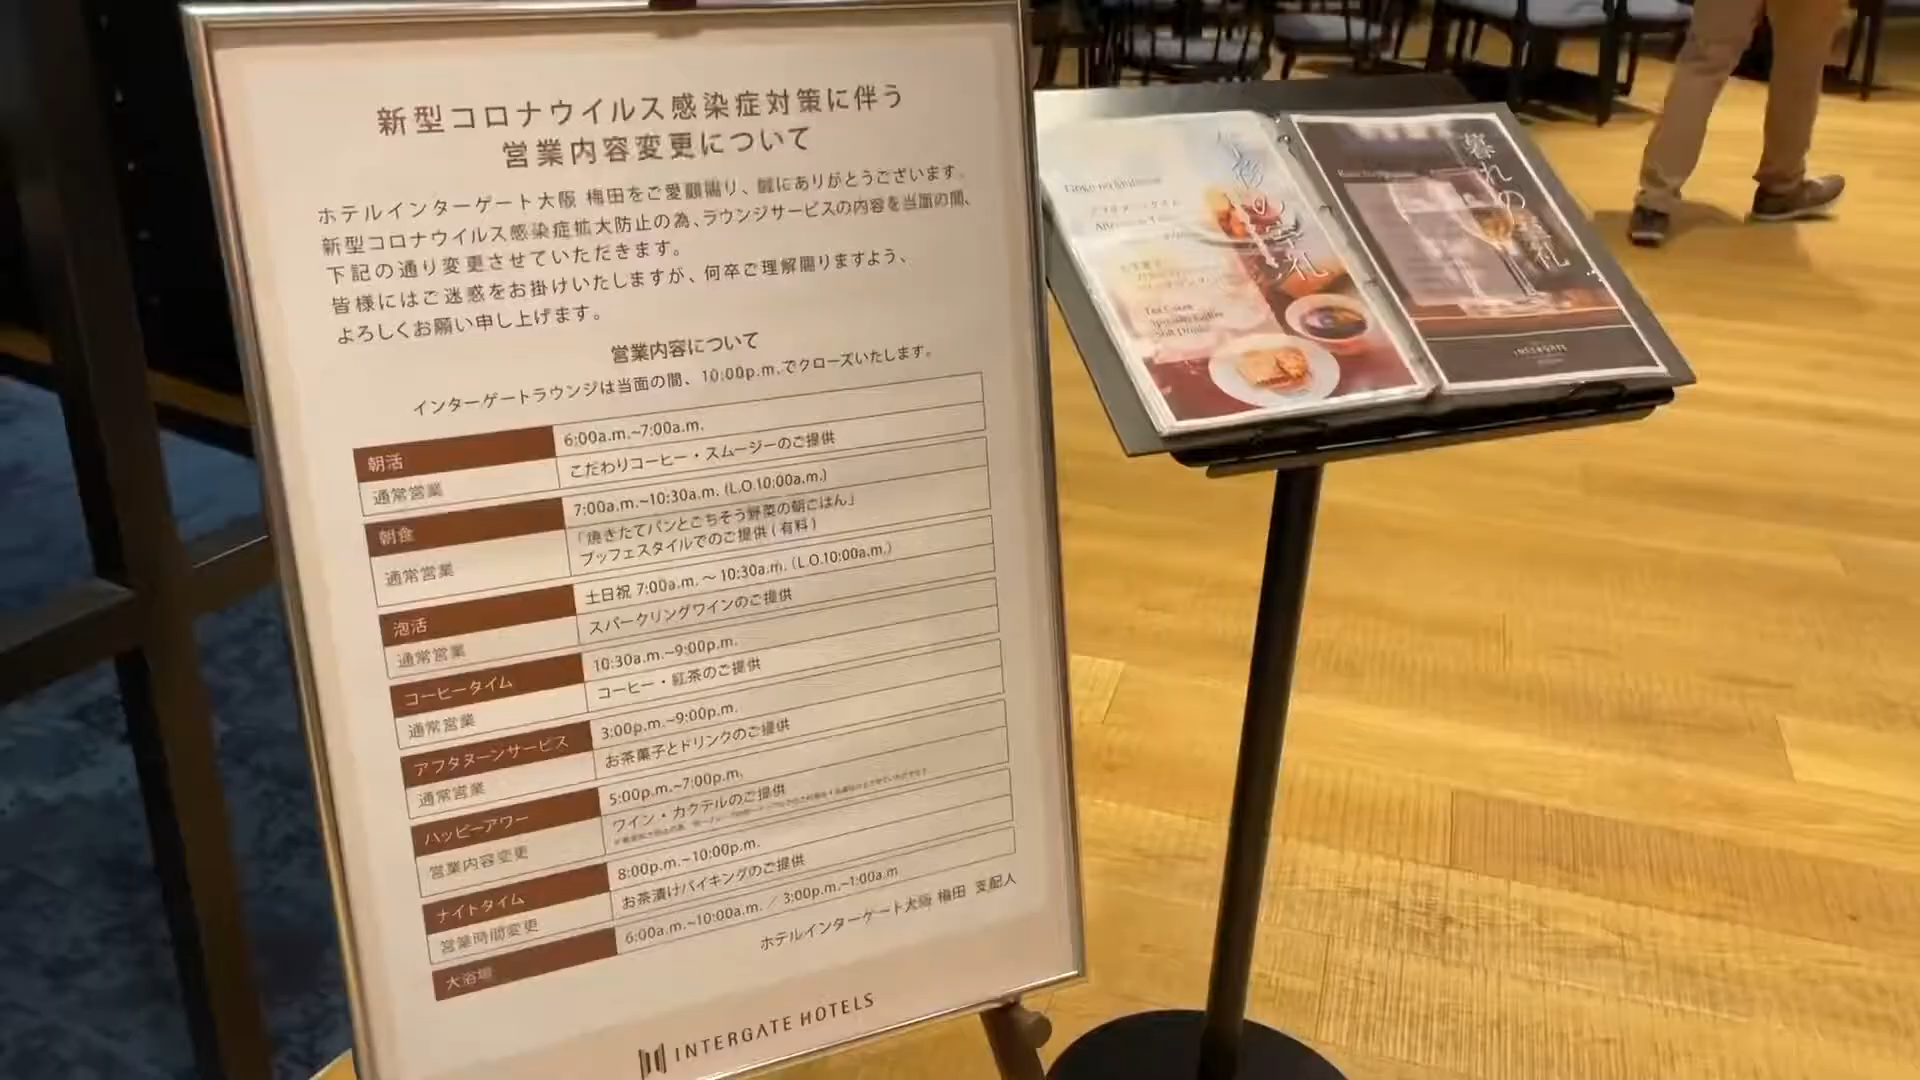 新型コロナウイルス感染症対策に伴う
営業内容変更について
ホテルインターゲート大阪 梅田をご愛顧賜り、誠にありがとうございます。
新型コロナウイルス感染症拡大防止の為、ラウンジサービスの内容を当面の間、
下記の通り変更させていただきます。
皆様にはご迷惑をお掛けいたしますが、何卒ご理解賜りますよう、
よろしくお願い申し上げます。
営業内容について
インターゲートラウンジは当面の間、10:00p.m.でクローズいたします。
朝活 6:00a.m.~7:00a.m.
通常営業 こだわりコーヒー・スムージーのご提供
朝食 7:00a.m.~10:30a.m. (L.O.10:00a.m.)
通常営業 「焼きたてパンとごちそう野菜の朝ごはん」
ブッフェスタイルでのご提供 (有料)
泡活 土日祝 7:00a.m. ～ 10:30a.m. (L.O.10:00a.m.)
通常営業 スパークリングワインのご提供
コーヒータイム 10:30a.m.~9:00p.m.
通常営業 コーヒー・紅茶のご提供
アフタヌーンサービス 3:00p.m.~9:00p.m.
通常営業 お茶菓子とドリンクのご提供
ハッピーアワー 5:00p.m.~7:00p.m.
営業内容変更 ワイン・カクテルのご提供
ナイトタイム 8:00p.m.~10:00p.m.
営業時間変更 お茶漬けバイキングのご提供
大浴場 6:00a.m.~10:00a.m. / 3:00p.m.~1:00a.m
ホテルインターゲート大阪 梅田 支配人
INTERGATE HOTELS
暮れの
INTERGATE